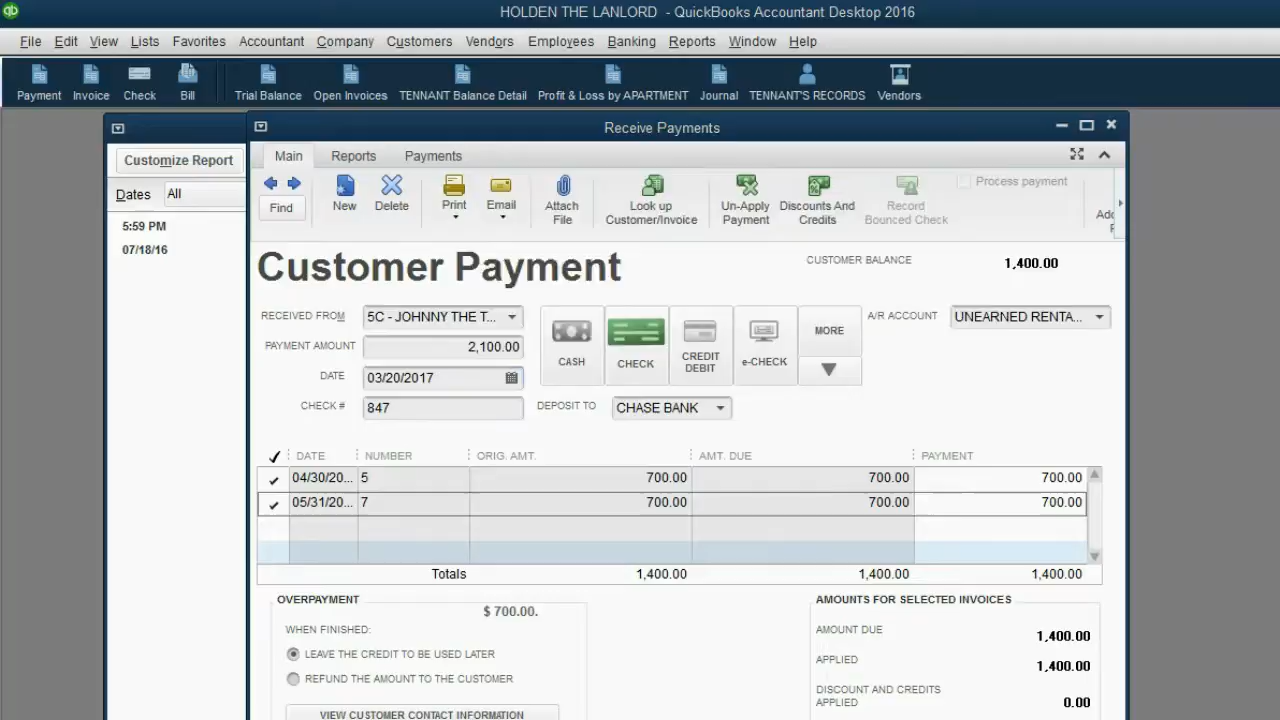 HOLDEN THE LANLORD - QuickBooks Accountant Desktop 2016
File Edit View Lists Favorites Accountant Company Customers Vendors Employees Banking Reports Window Help
Payment Invoice Check Bill Trial Balance Open Invoices TENNANT Balance Detail Profit & Loss by APARTMENT Journal TENNANT'S RECORDS Vendors
Receive Payments
Customize Report
Dates All
5:59 PM
07/18/16
Main Reports Payments
Find
New Delete Print Email Attach File Look up Customer/Invoice Un-Apply Payment Discounts And Credits Record Bounced Check
Process payment
Customer Payment
CUSTOMER BALANCE 1,400.00
RECEIVED FROM 5C - JOHNNY THE T...
PAYMENT AMOUNT 2,100.00
DATE 03/20/2017
CHECK # 847
CASH CHECK CREDIT DEBIT e-CHECK MORE
A/R ACCOUNT UNEARNED RENTA...
DEPOSIT TO CHASE BANK
DATE NUMBER ORIG. AMT. AMT. DUE PAYMENT
04/30/20... 5 700.00 700.00 700.00
05/31/20... 7 700.00 700.00 700.00
Totals 1,400.00 1,400.00 1,400.00
OVERPAYMENT
$ 700.00.
WHEN FINISHED:
LEAVE THE CREDIT TO BE USED LATER
REFUND THE AMOUNT TO THE CUSTOMER
VIEW CUSTOMER CONTACT INFORMATION
AMOUNTS FOR SELECTED INVOICES
AMOUNT DUE 1,400.00
APPLIED 1,400.00
DISCOUNT AND CREDITS APPLIED 0.00